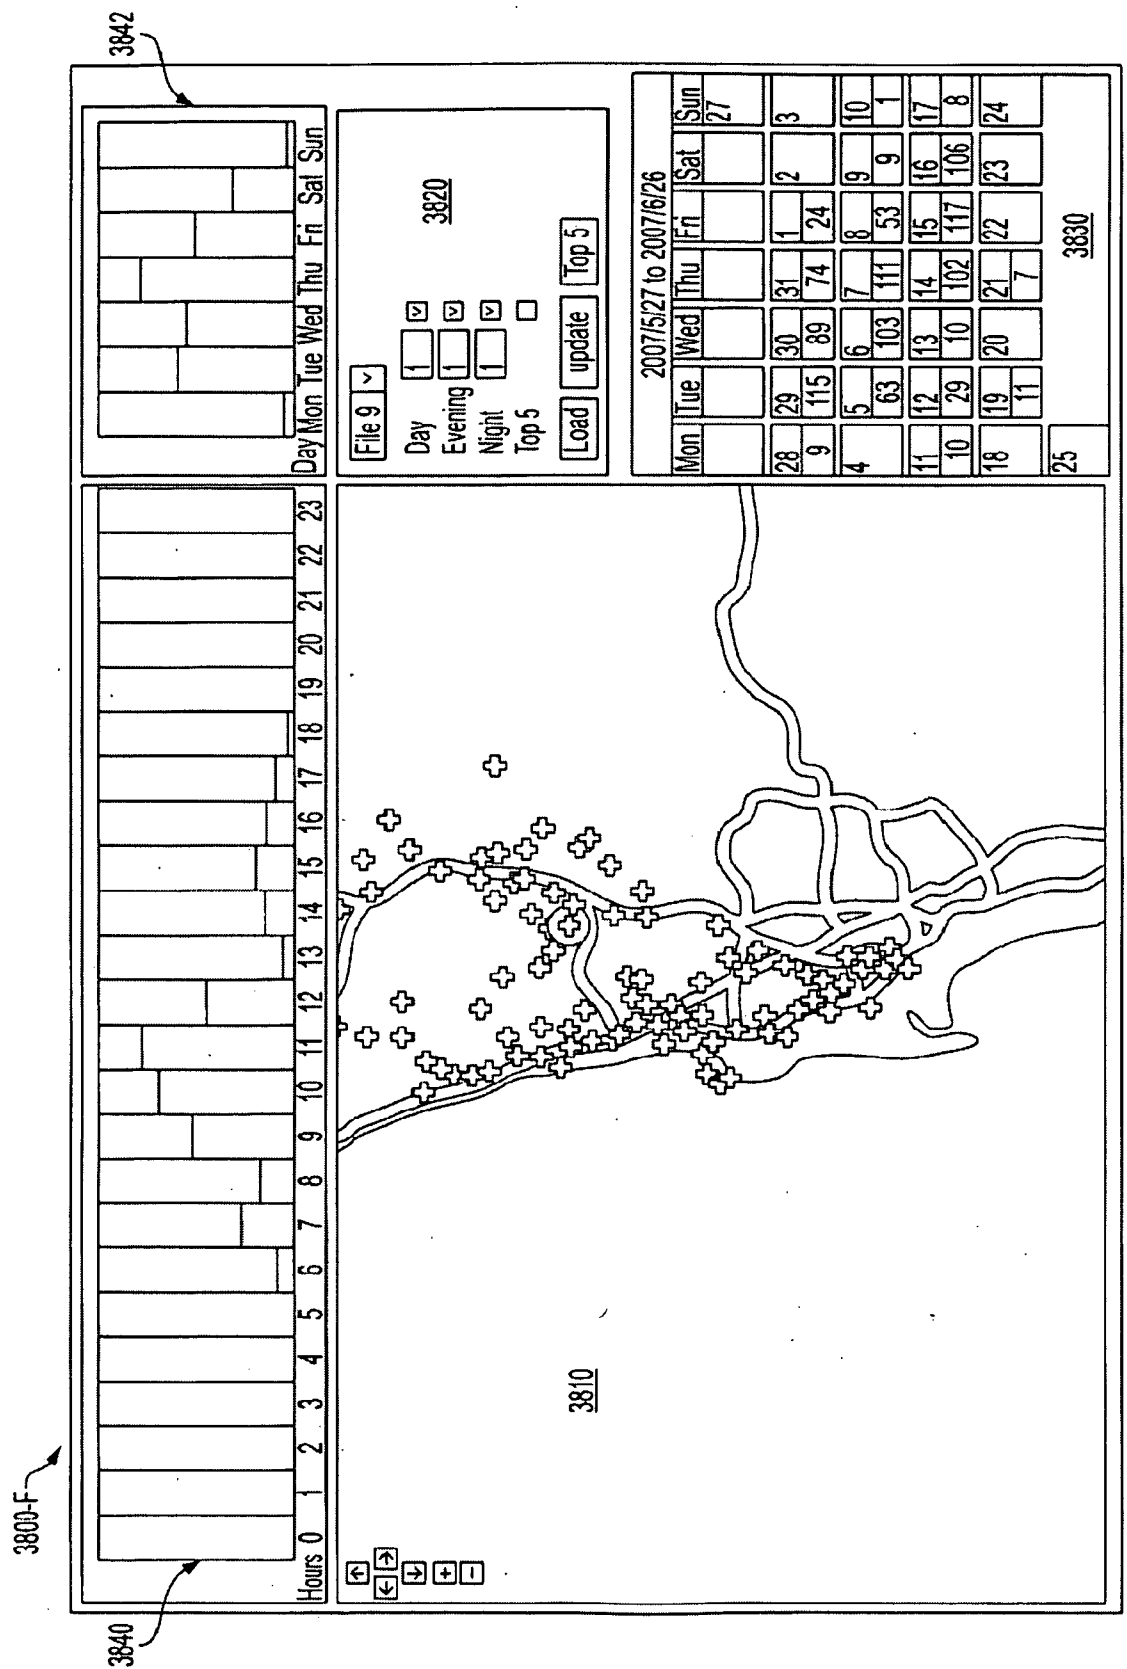 3800-F
3840
3842
Hours 0 1 2 3 4 5 6 7 8 9 10 11 12 13 14 15 16 17 18 19 20 21 22 23
Day Mon Tue Wed Thu Fri Sat Sun
+
−
3810
File 9 v
Day 1 v
Evening 1 v
Night 1 v
Top 5
Load update Top 5
3820
2007/5/27 to 2007/6/26
Mon Tue Wed Thu Fri Sat Sun
27
28 29 30 31 1 2 3
9 115 89 74 24
4 5 6 7 8 9 10
63 103 111 53 9 1
11 12 13 14 15 16 17
10 29 10 102 117 106 8
18 19 20 21 22 23 24
11 7
25
3830